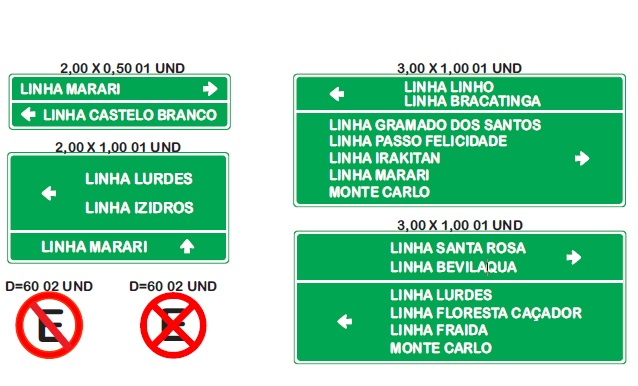 2,00 X 0,50 01 UND
LINHA MARARI
LINHA CASTELO BRANCO
2,00 X 1,00 01 UND
LINHA LURDES
LINHA IZIDROS
LINHA MARARI
D=60 02 UND
E
D=60 02 UND
E
3,00 X 1,00 01 UND
LINHA LINHO
LINHA BRACATINGA
LINHA GRAMADO DOS SANTOS
LINHA PASSO FELICIDADE
LINHA IRAKITAN
LINHA MARARI
MONTE CARLO
3,00 X 1,00 01 UND
LINHA SANTA ROSA
LINHA BEVILAQUA
LINHA LURDES
LINHA FLORESTA CAÇADOR
LINHA FRAIDA
MONTE CARLO